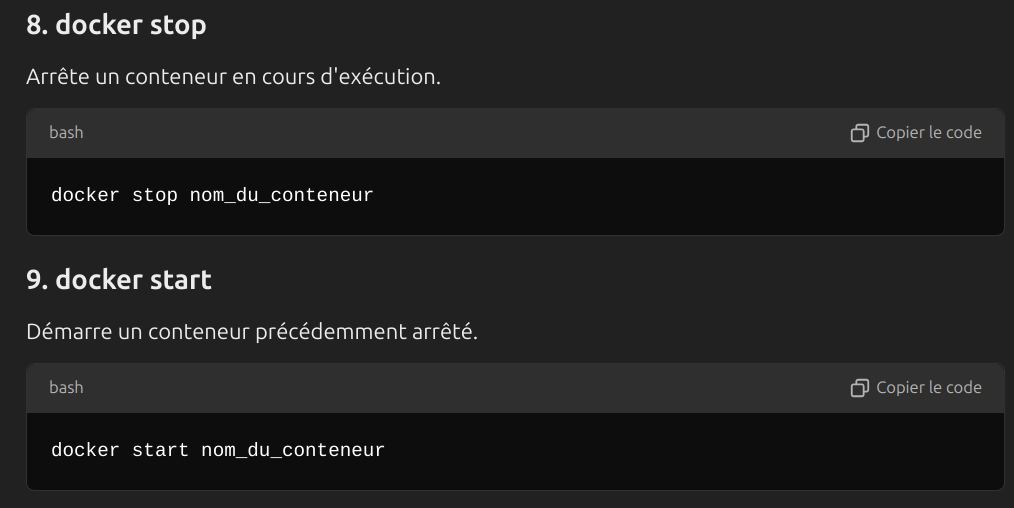 8. docker stop
Arrête un conteneur en cours d'exécution.
bash
Copier le code
docker stop nom_du_conteneur
9. docker start
Démarre un conteneur précédemment arrêté.
bash
Copier le code
docker start nom_du_conteneur